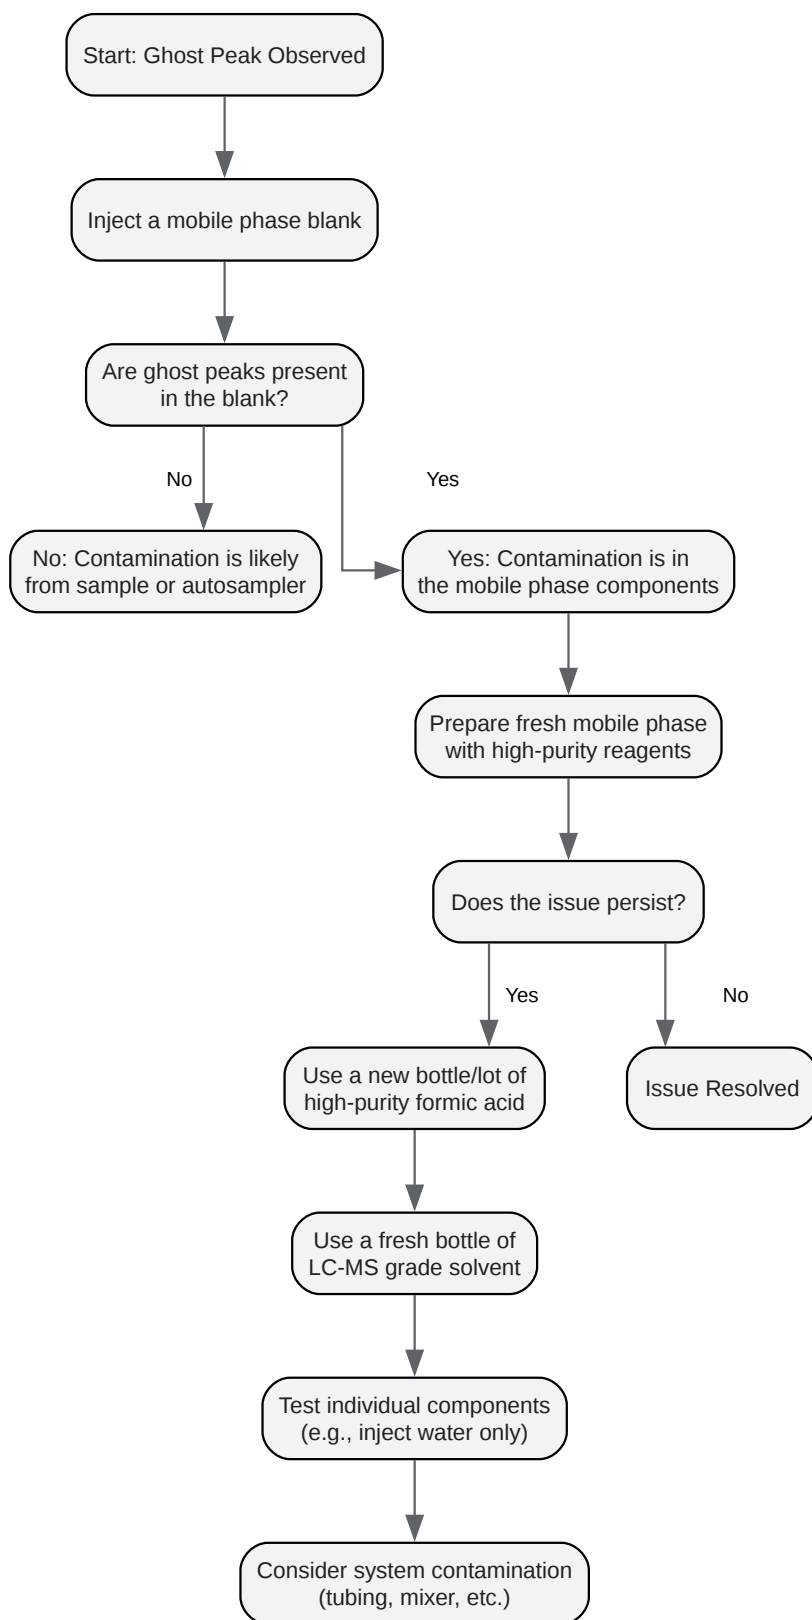 Start: Ghost Peak Observed
Inject a mobile phase blank
Are ghost peaks present
in the blank?
No
Yes
No: Contamination is likely
from sample or autosampler
Yes: Contamination is in
the mobile phase components
Prepare fresh mobile phase
with high-purity reagents
Does the issue persist?
Yes
No
Use a new bottle/lot of
high-purity formic acid
Issue Resolved
Use a fresh bottle of
LC-MS grade solvent
Test individual components
(e.g., inject water only)
Consider system contamination
(tubing, mixer, etc.)